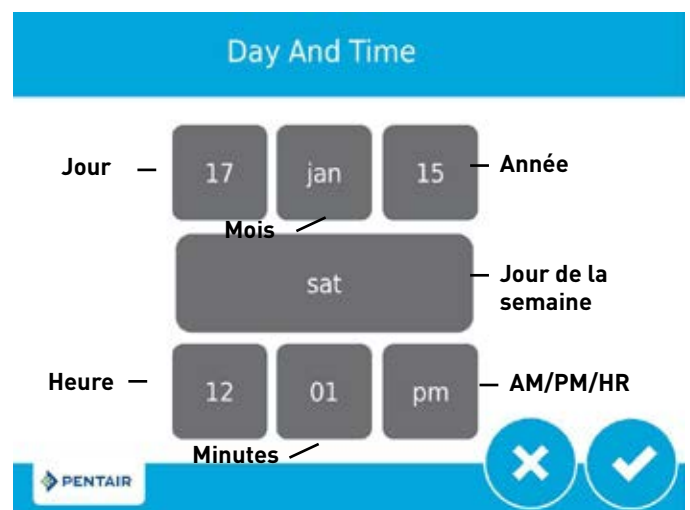 Day And Time
Jour
17
jan
15
Année
Mois
sat
Jour de la
semaine
Heure
12
01
pm
AM/PM/HR
Minutes
PENTAIR